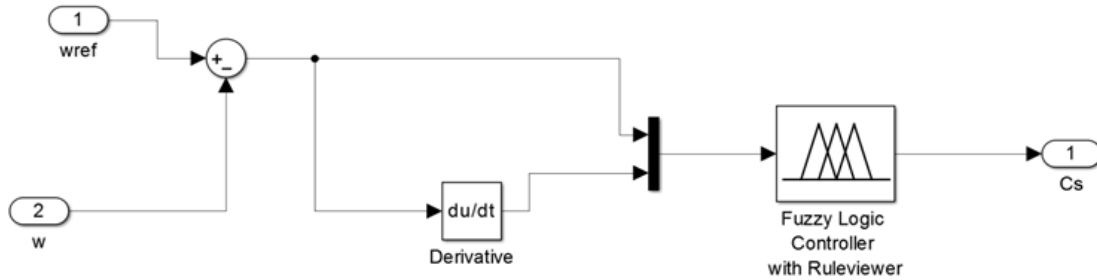 1
wref
+
−
2
w
du/dt
Derivative
Fuzzy Logic
Controller
with Ruleviewer
1
Cs